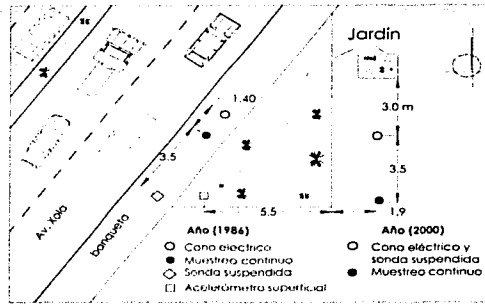 Jardín
1.40
3.0 m
3.5
3.5
Av. Xola
banqueta
5.5
1.9
Año (1986)
Cono electrico
Muestreo continuo
Sonda suspendida
Acelerómetro superficial
Año (2000)
Cono eléctrico y
sonda suspendida
Muestreo continuo